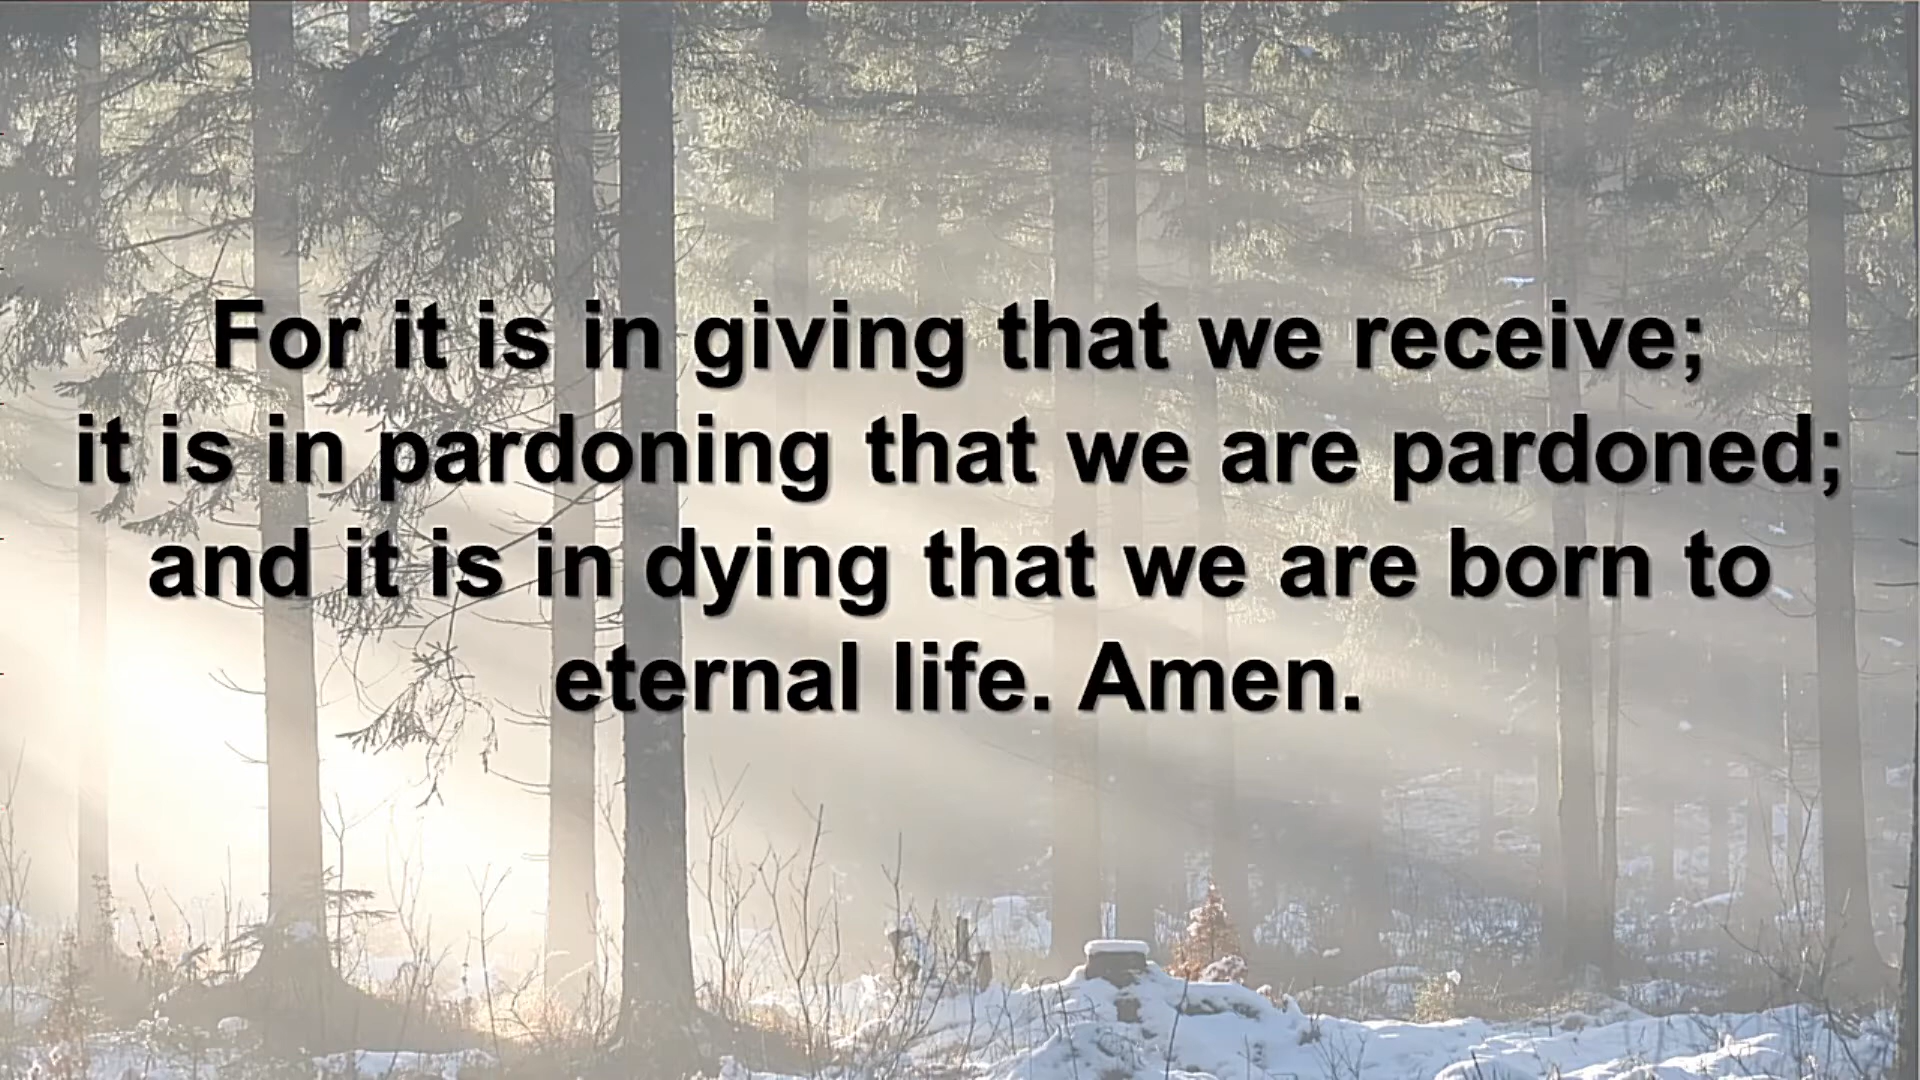 For it is in giving that we receive;
it is in pardoning that we are pardoned;
and it is in dying that we are born to
eternal life. Amen.